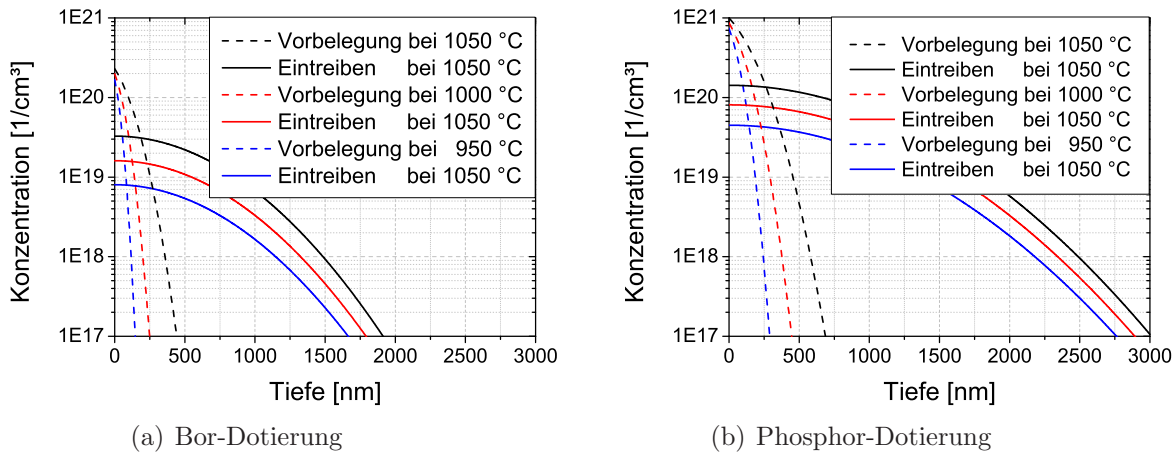 1E21
1E20
1E19
1E18
1E17
Konzentration [1/cm³]
Vorbelegung bei 1050 °C
Eintreiben bei 1050 °C
Vorbelegung bei 1000 °C
Eintreiben bei 1050 °C
Vorbelegung bei 950 °C
Eintreiben bei 1050 °C
0 500 1000 1500 2000 2500 3000
Tiefe [nm]
(a) Bor-Dotierung
1E21
1E20
1E19
1E18
1E17
Konzentration [1/cm³]
Vorbelegung bei 1050 °C
Eintreiben bei 1050 °C
Vorbelegung bei 1000 °C
Eintreiben bei 1050 °C
Vorbelegung bei 950 °C
Eintreiben bei 1050 °C
0 500 1000 1500 2000 2500 3000
Tiefe [nm]
(b) Phosphor-Dotierung